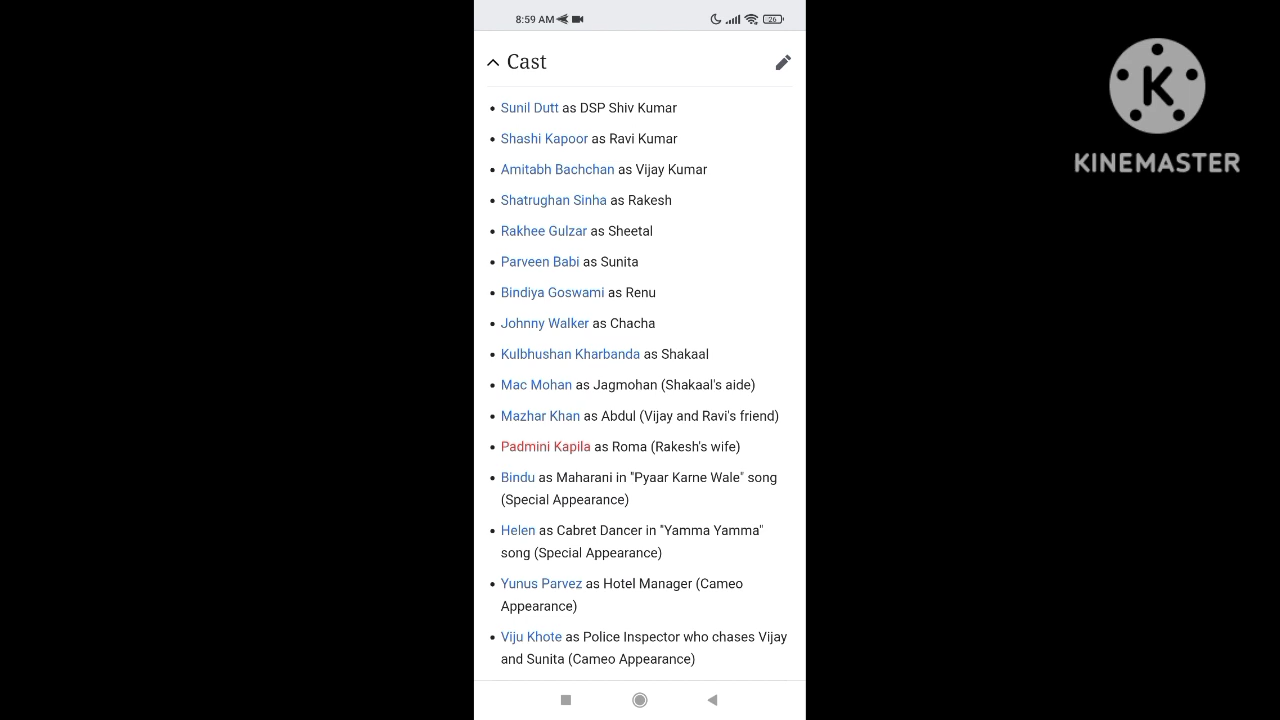 8:59 AM
26
Cast
Sunil Dutt as DSP Shiv Kumar
Shashi Kapoor as Ravi Kumar
Amitabh Bachchan as Vijay Kumar
Shatrughan Sinha as Rakesh
Rakhee Gulzar as Sheetal
Parveen Babi as Sunita
Bindiya Goswami as Renu
Johnny Walker as Chacha
Kulbhushan Kharbanda as Shakaal
Mac Mohan as Jagmohan (Shakaal's aide)
Mazhar Khan as Abdul (Vijay and Ravi's friend)
Padmini Kapila as Roma (Rakesh's wife)
Bindu as Maharani in "Pyaar Karne Wale" song
(Special Appearance)
Helen as Cabret Dancer in "Yamma Yamma"
song (Special Appearance)
Yunus Parvez as Hotel Manager (Cameo
Appearance)
Viju Khote as Police Inspector who chases Vijay
and Sunita (Cameo Appearance)
K
KINEMASTER